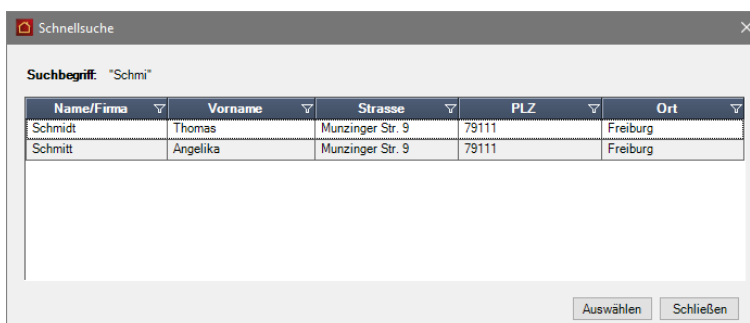 Schnellsuche
Suchbegriff: "Schmi"
Name/Firma Vorname Strasse PLZ Ort
Schmidt Thomas Munzinger Str. 9 79111 Freiburg
Schmitt Angelika Munzinger Str. 9 79111 Freiburg
Auswählen Schließen